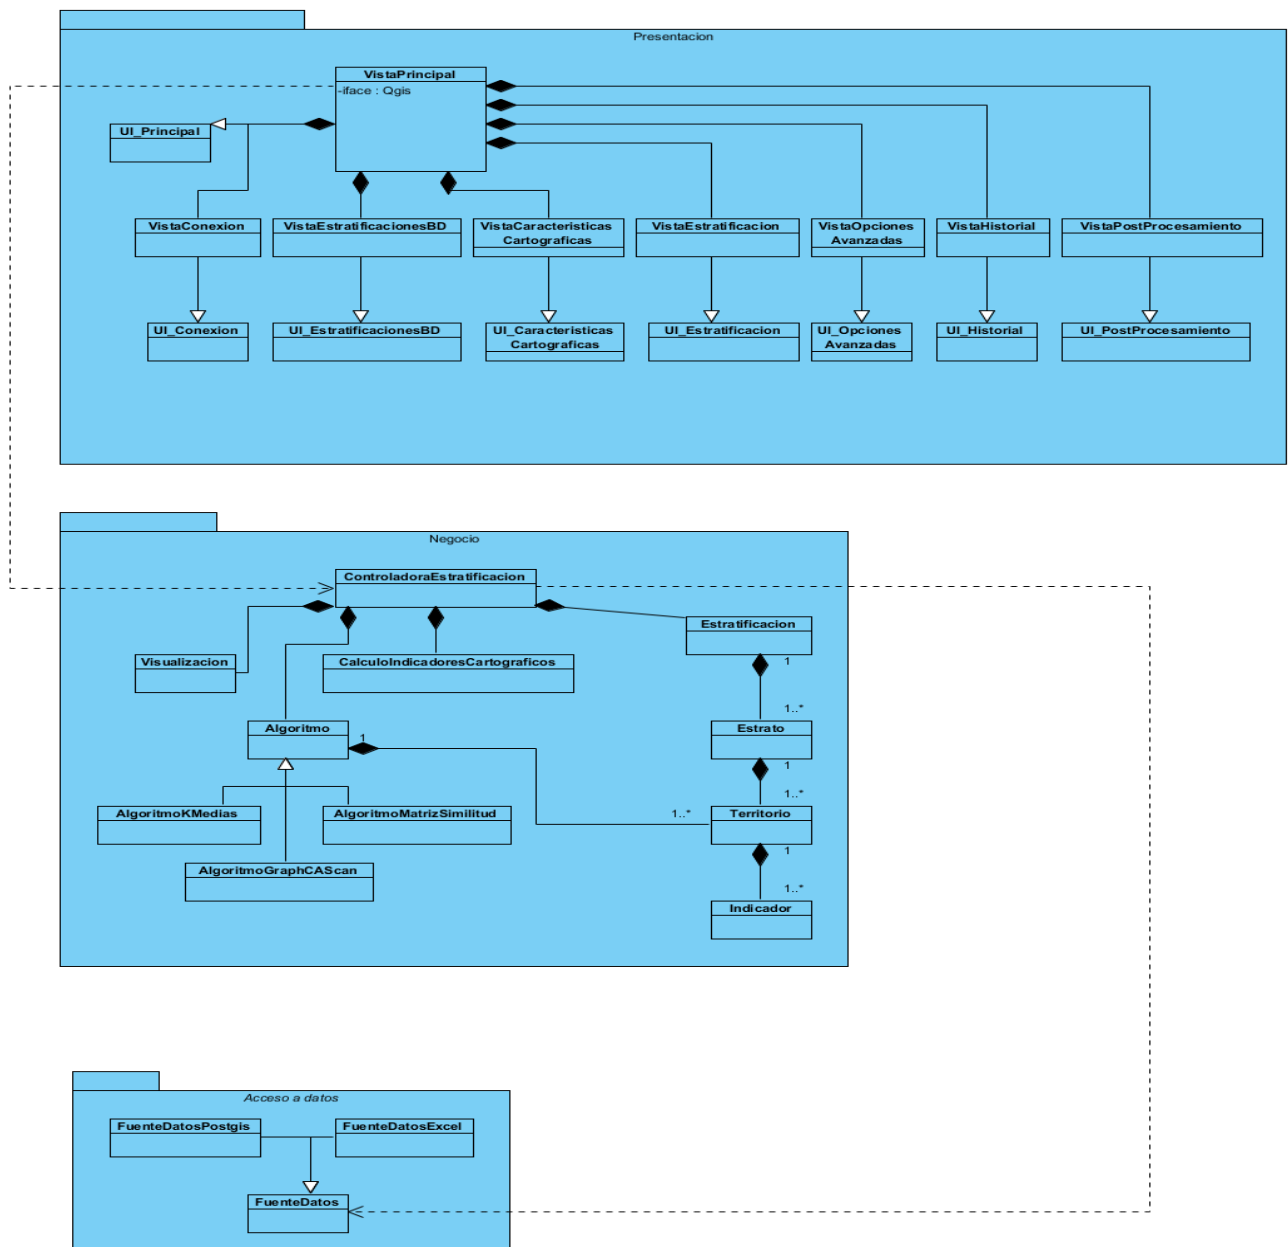 Presentacion
VistaPrincipal
-iface : Qgis
UI_Principal
VistaConexion
VistaEstratificacionesBD
VistaCaracteristicas
Cartograficas
VistaEstratificacion
VistaOpciones
Avanzadas
VistaHistorial
VistaPostProcesamiento
UI_Conexion
UI_EstratificacionesBD
UI_Caracteristicas
Cartograficas
UI_Estratificacion
UI_Opciones
Avanzadas
UI_Historial
UI_PostProcesamiento
Negocio
ControladoraEstratificacion
Estratificacion
1
Visualizacion
CalculoIndicadoresCartograficos
1..*
Algoritmo
1
Estrato
1
1..*
AlgoritmoKMedias
AlgoritmoMatrizSimilitud
1..*
Territorio
1
AlgoritmoGraphCAScan
1..*
Indicador
Acceso a datos
FuenteDatosPostgis
FuenteDatosExcel
FuenteDatos